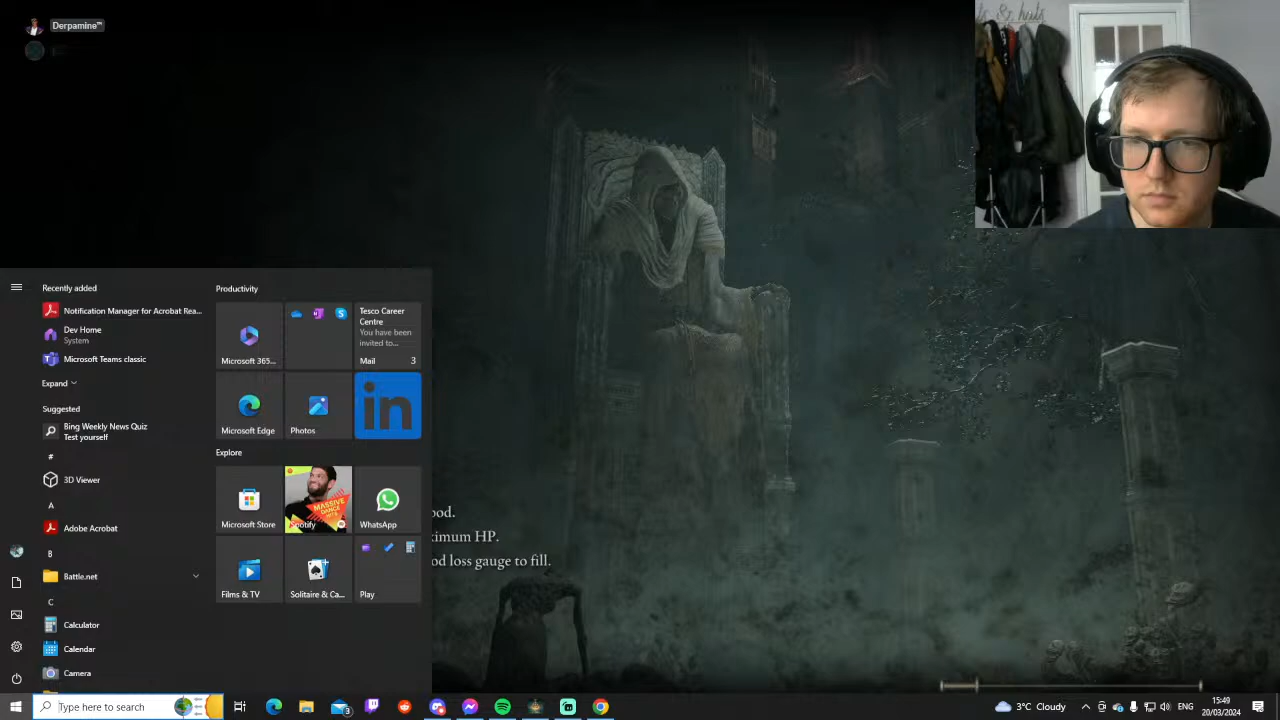 Derpamine™
Recently added
Notification Manager for Acrobat Rea...
Dev Home
System
Microsoft Teams classic
Expand
Suggested
Bing Weekly News Quiz
Test yourself
#
3D Viewer
A
Adobe Acrobat
B
Battle.net
C
Calculator
Calendar
Camera
Productivity
Microsoft 365...
Tesco Career
Centre
You have been
invited to...
Mail 3
Microsoft Edge
Photos
in
Explore
Microsoft Store
MASSIVE
DANCE
HITS
Spotify
WhatsApp
Films & TV
Solitaire & Ca...
Play
ood.
ximum HP.
od loss gauge to fill.
Type here to search
3
3°C Cloudy
ENG
15:49
20/03/2024